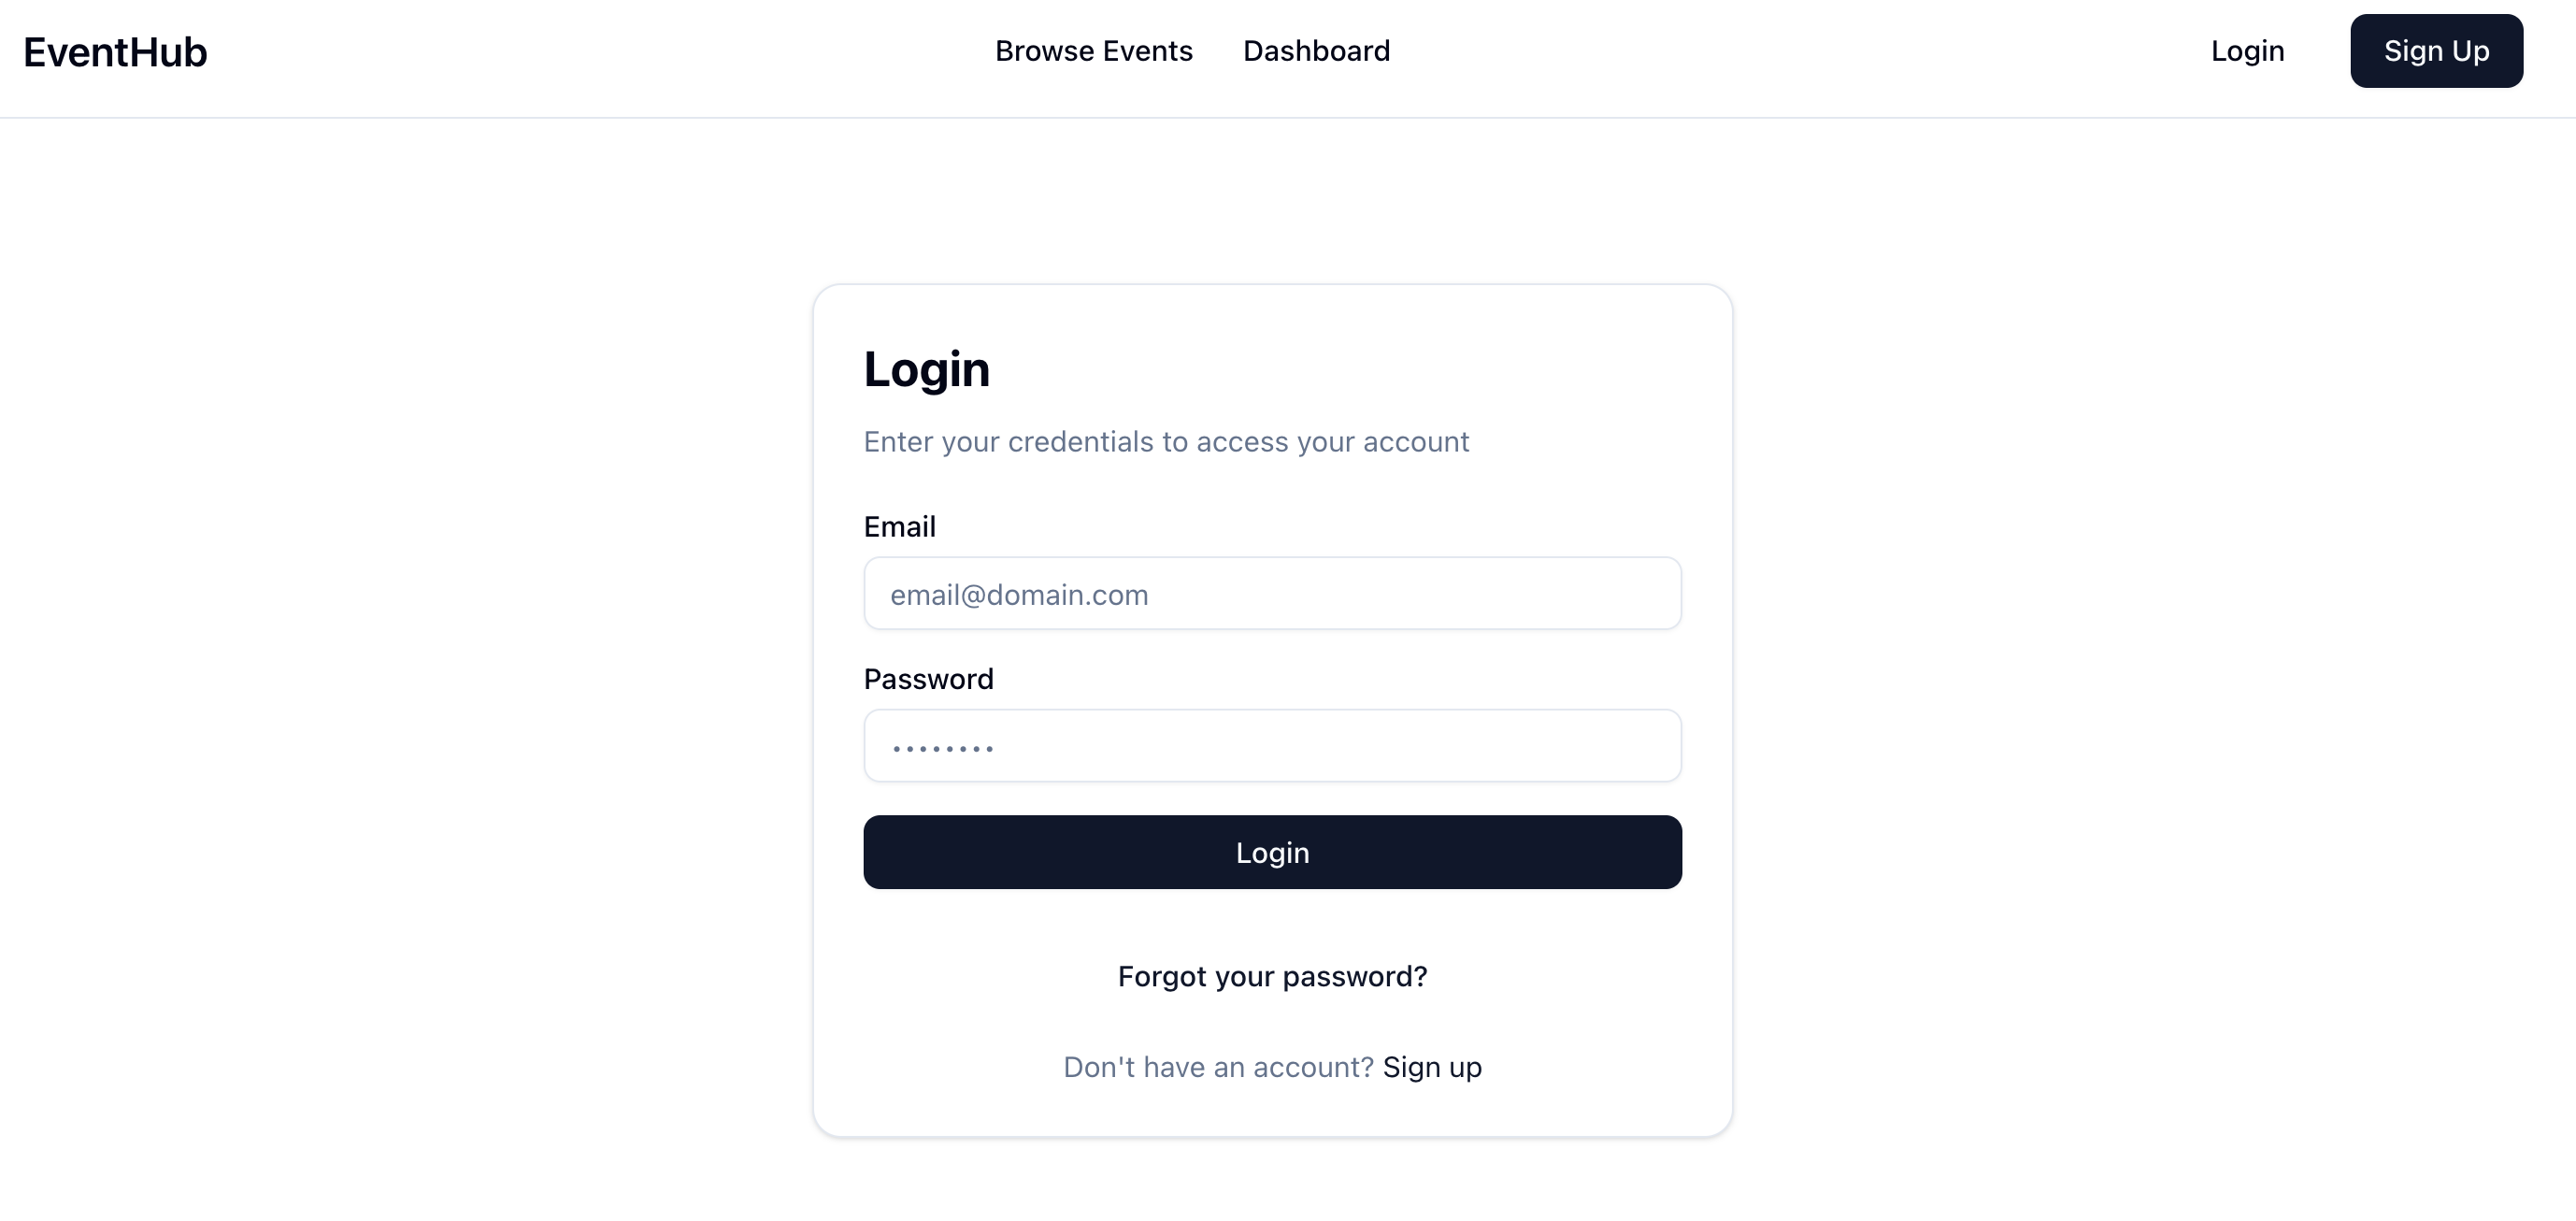 EventHub
Browse Events
Dashboard
Login
Sign Up
Login
Enter your credentials to access your account
Email
email@domain.com
Password
••••••••
Login
Forgot your password?
Don't have an account? Sign up